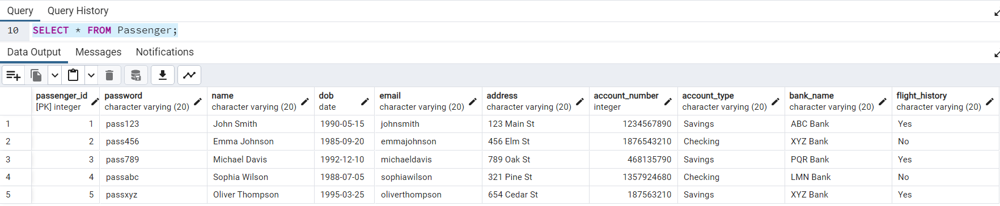 Query Query History
10 SELECT * FROM Passenger;
Data Output Messages Notifications
passenger_id password name dob email address account_number account_type bank_name flight_history
[PK] integer character varying (20) character varying (20) date character varying (20) character varying (20) integer character varying (20) character varying (20) character varying (20)
1 1 pass123 John Smith 1990-05-15 johnsmith 123 Main St 1234567890 Savings ABC Bank Yes
2 2 pass456 Emma Johnson 1985-09-20 emmajohnson 456 Elm St 1876543210 Checking XYZ Bank No
3 3 pass789 Michael Davis 1992-12-10 michaeldavis 789 Oak St 468135790 Savings PQR Bank Yes
4 4 passabc Sophia Wilson 1988-07-05 sophiawilson 321 Pine St 1357924680 Checking LMN Bank No
5 5 passxyz Oliver Thompson 1995-03-25 oliverthompson 654 Cedar St 187563210 Savings XYZ Bank Yes